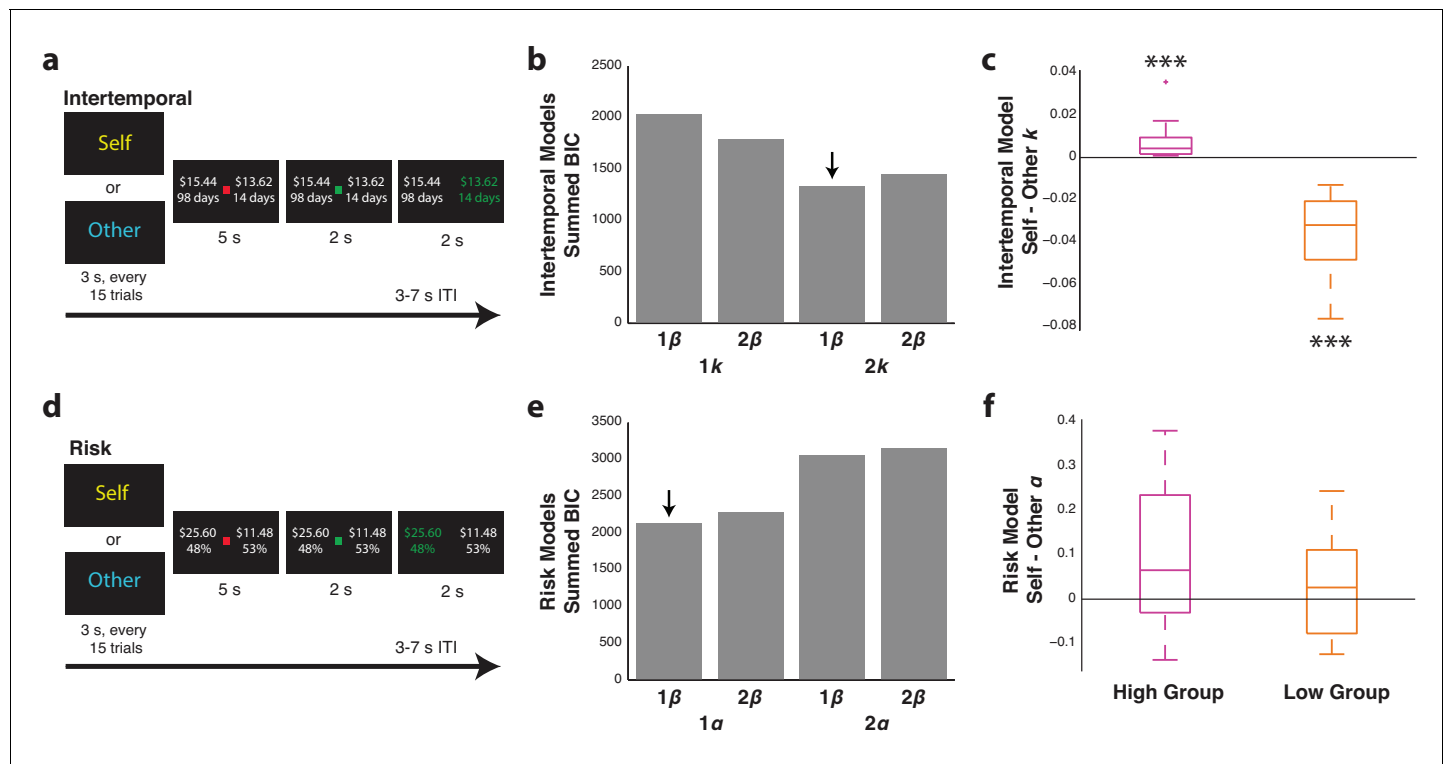 a
Intertemporal
Self
or
Other
3 s, every
15 trials
$15.44 $13.62
98 days 14 days
5 s
$15.44 $13.62
98 days 14 days
2 s
$15.44 $13.62
98 days 14 days
2 s
3-7 s ITI
b
Intertemporal Models
Summed BIC
2500
2000
1500
1000
500
0
1β 2β 1β 2β
1k 2k
c
Intertemporal Model
Self - Other k
0.04
0.02
0
−0.02
−0.04
−0.06
−0.08
***
***
d
Risk
Self
or
Other
3 s, every
15 trials
$25.60 $11.48
48% 53%
5 s
$25.60 $11.48
48% 53%
2 s
$25.60 $11.48
48% 53%
2 s
3-7 s ITI
e
Risk Models
Summed BIC
3500
3000
2500
2000
1500
1000
500
0
1β 2β 1β 2β
1a 2a
f
Risk Model
Self - Other a
0.4
0.3
0.2
0.1
0
−0.1
High Group Low Group